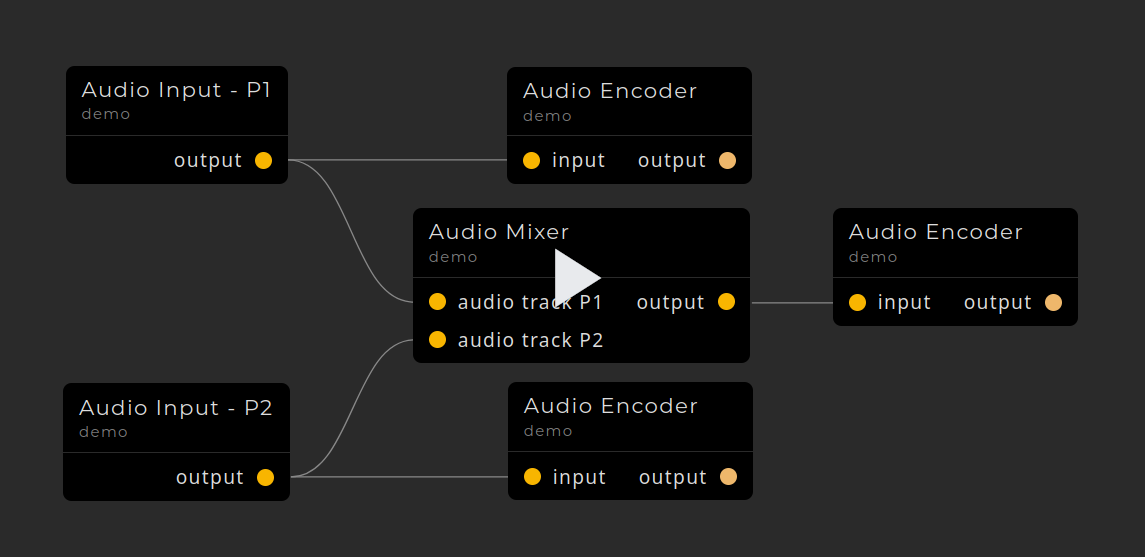 Audio Input - P1
demo
output
Audio Encoder
demo
input output
Audio Mixer
demo
audio track P1 output
audio track P2
Audio Encoder
demo
input output
Audio Input - P2
demo
output
Audio Encoder
demo
input output